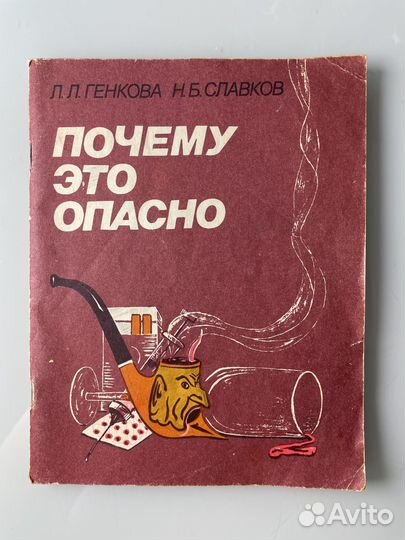 Л. Л. ГЕНКОВА Н. Б. СЛАВКОВ
ПОЧЕМУ
ЭТО
ОПАСНО
Avito